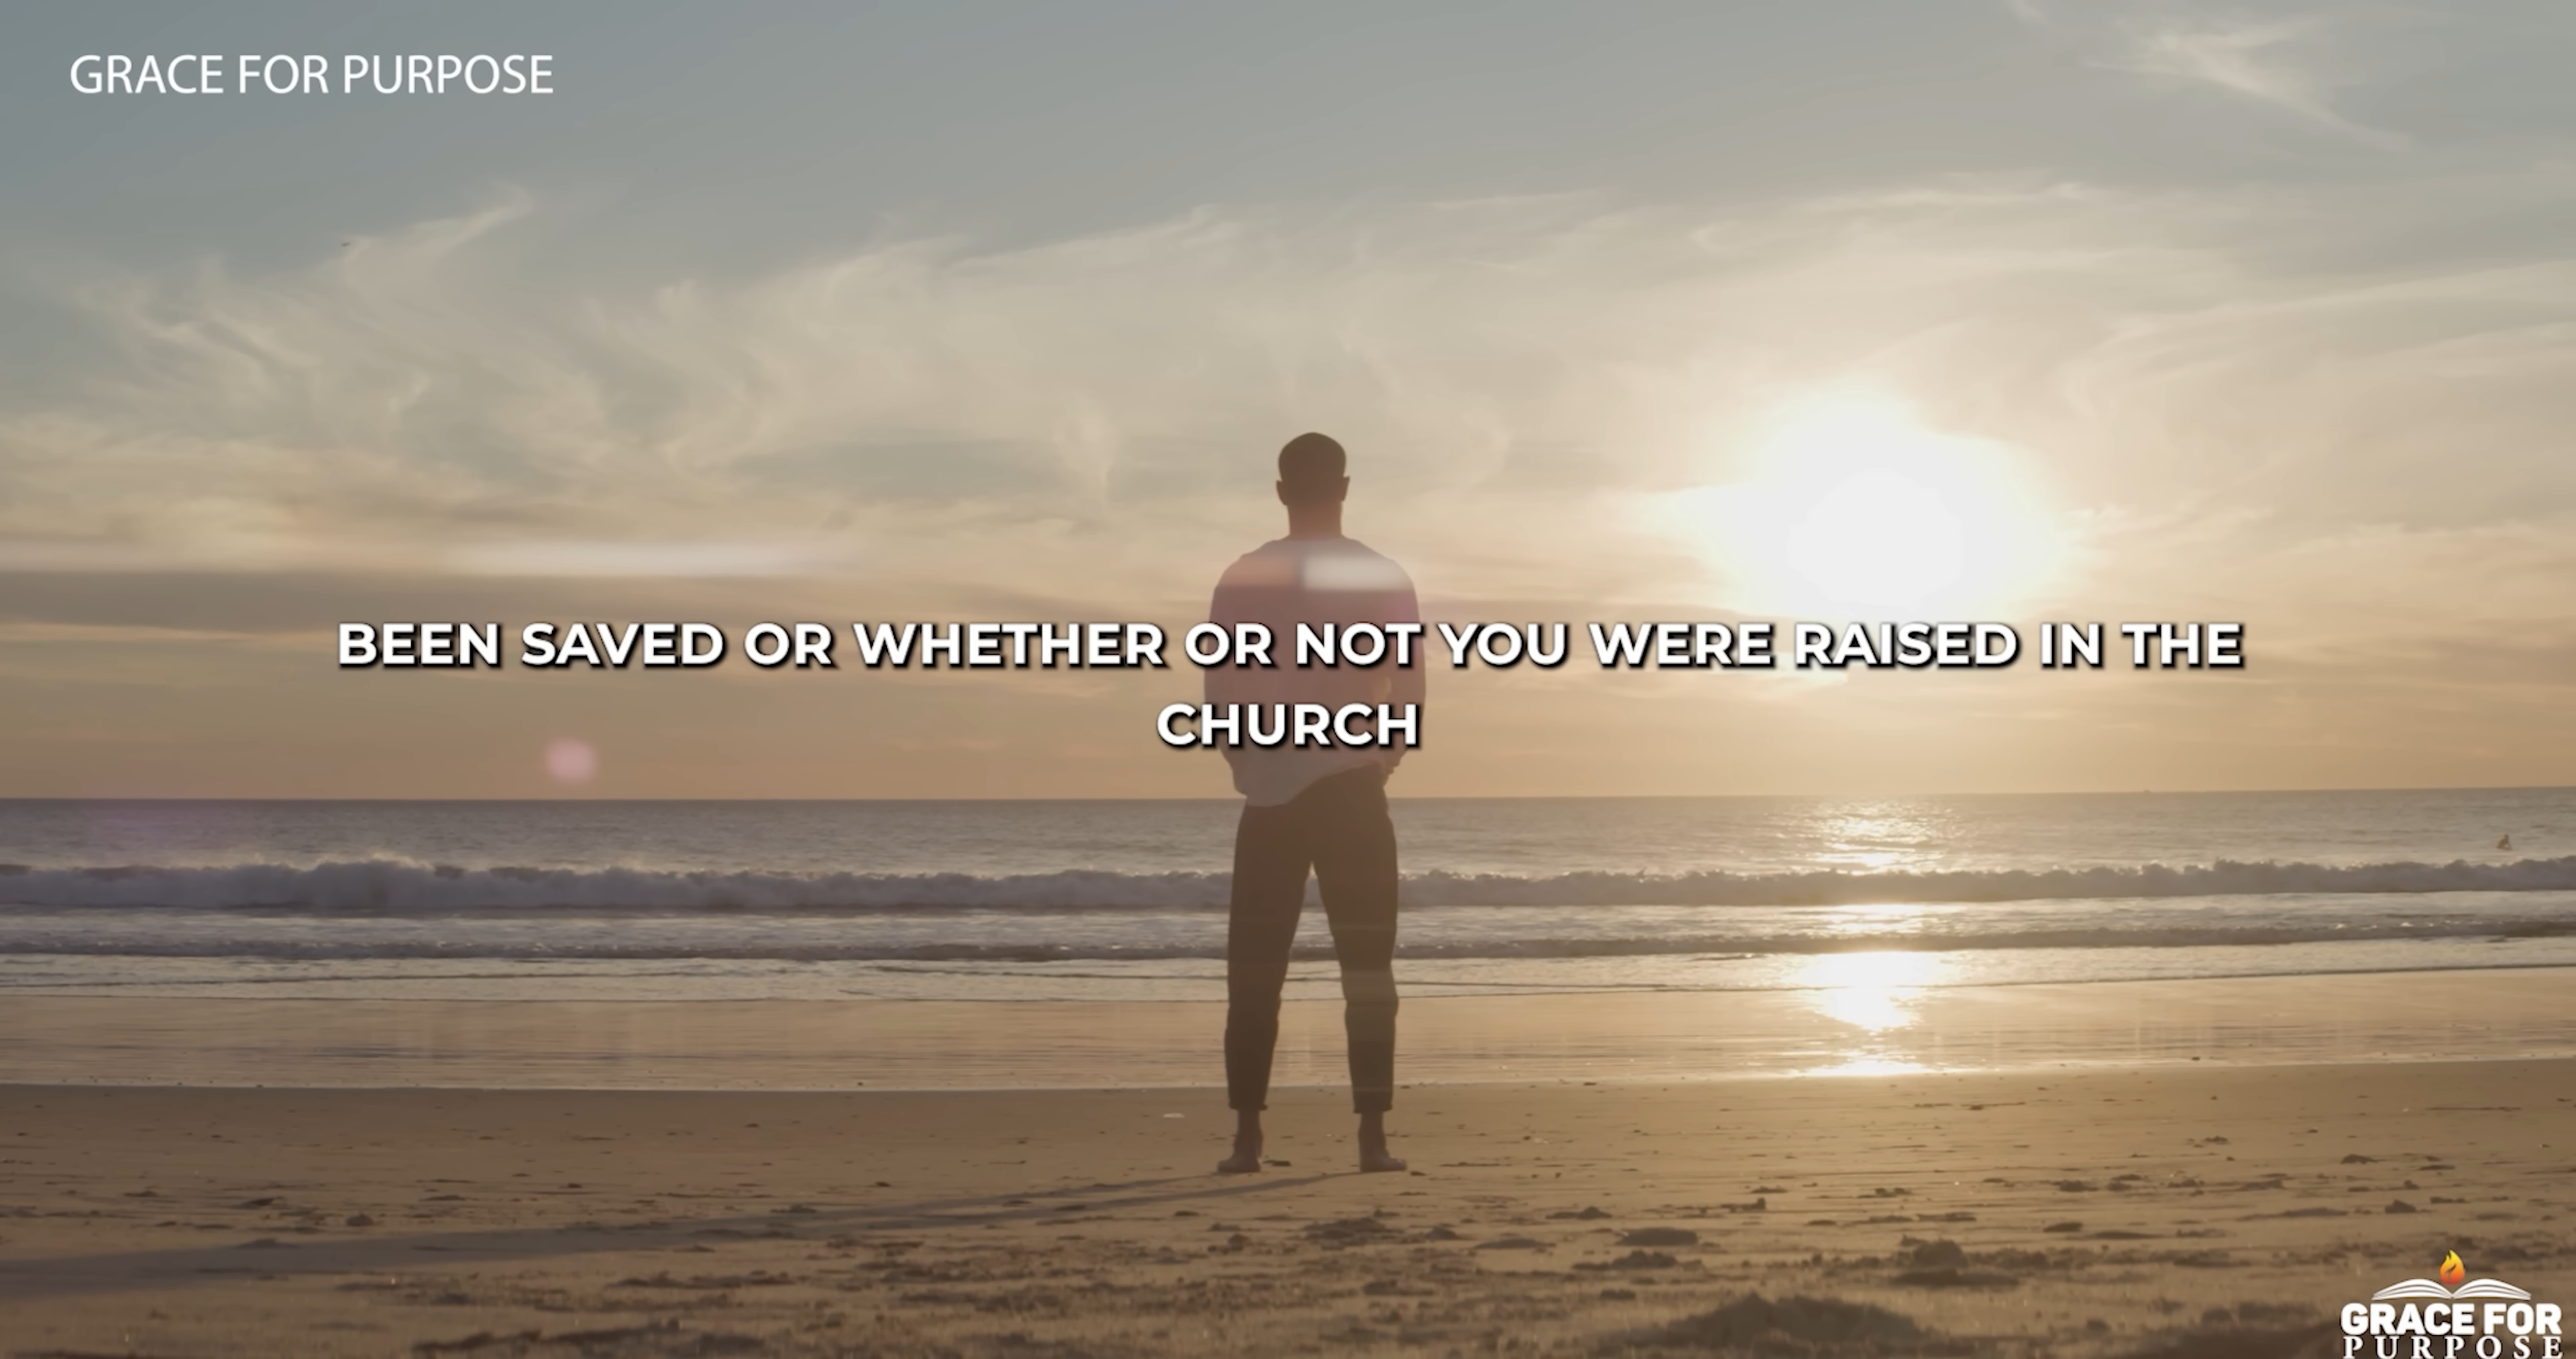 GRACE FOR PURPOSE
BEEN SAVED OR WHETHER OR NOT YOU WERE RAISED IN THE
CHURCH
GRACE FOR
PURPOSE